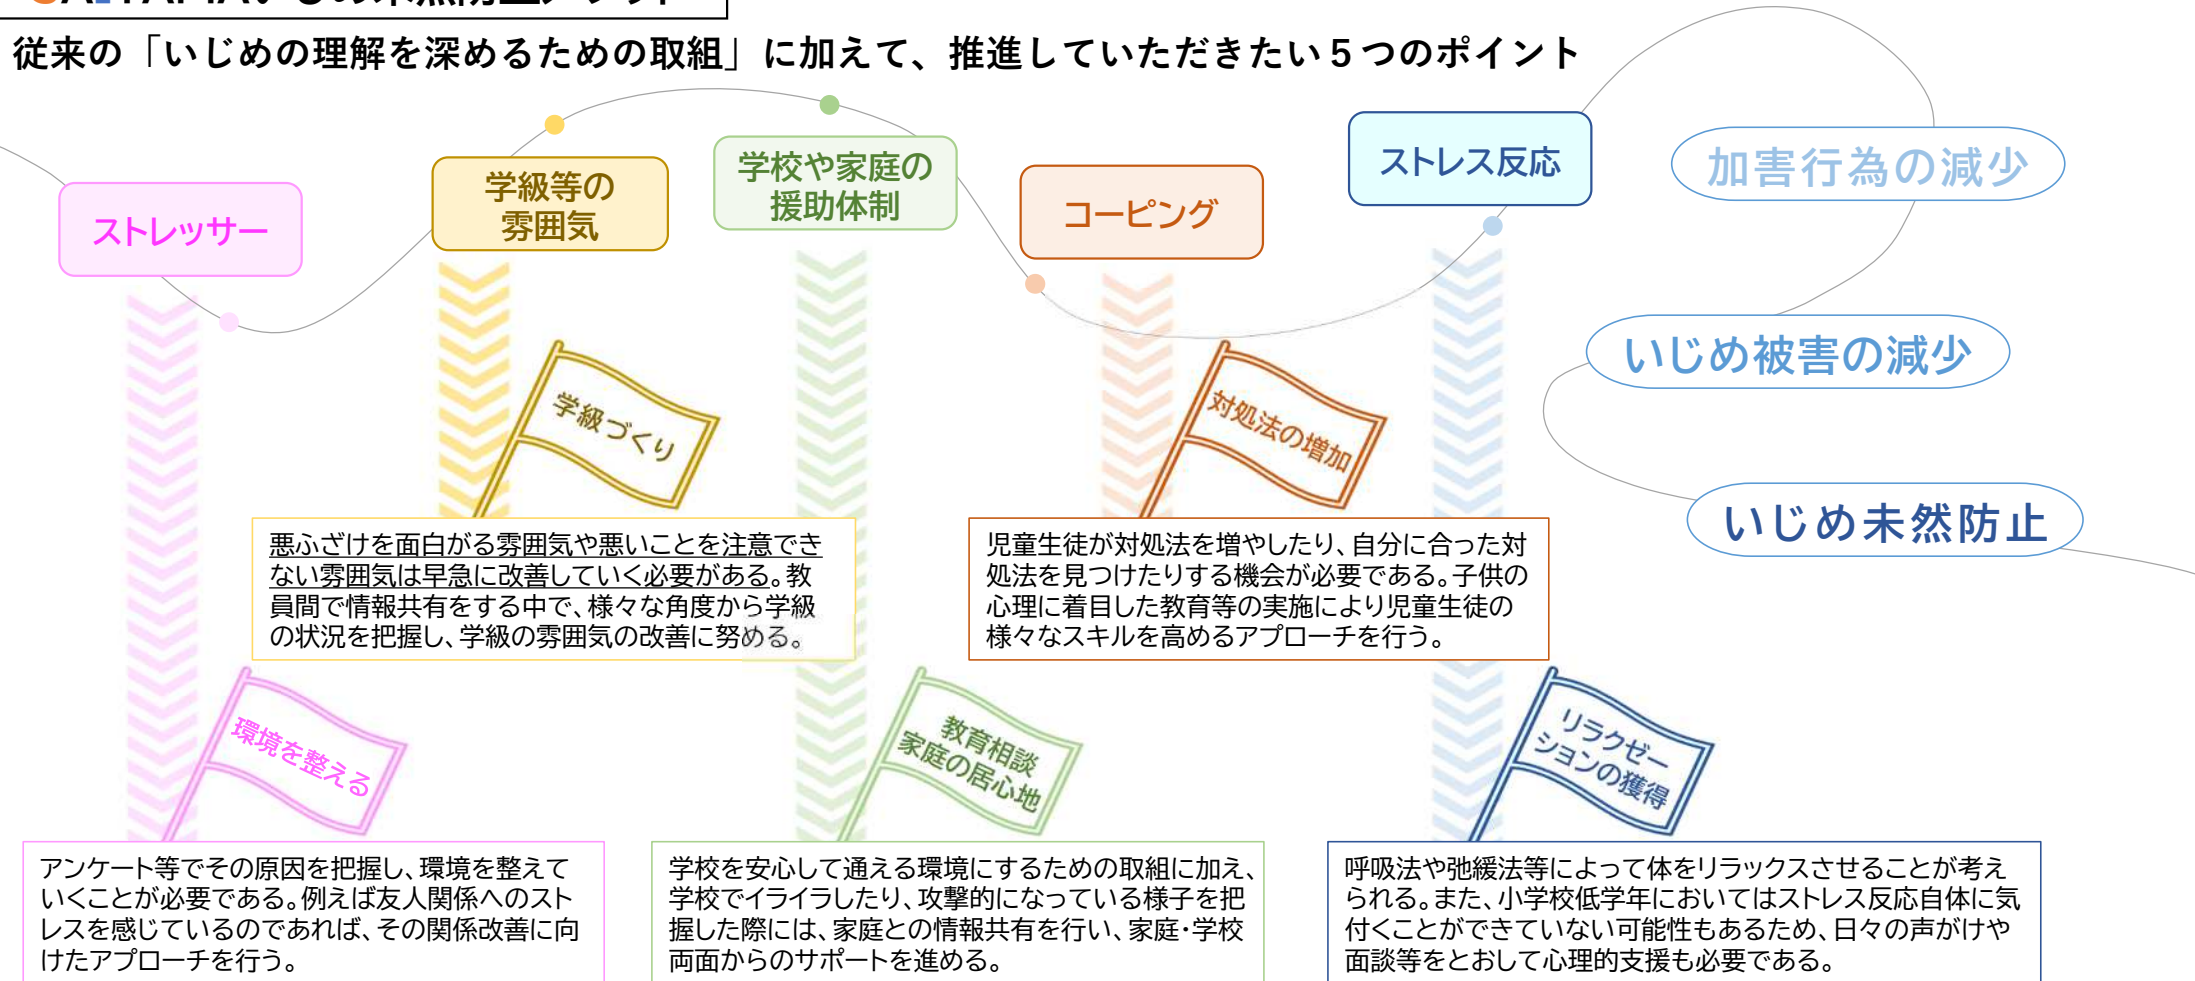 従来の「いじめの理解を深めるための取組」に加えて、推進していただきたい５つのポイント
ストレッサー
学級等の
雰囲気
学校や家庭の
援助体制
コーピング
ストレス反応
加害行為の減少
いじめ被害の減少
いじめ未然防止
学級づくり
悪ふざけを面白がる雰囲気や悪いことを注意でき
ない雰囲気は早急に改善していく必要がある。教
員間で情報共有をする中で、様々な角度から学級
の状況を把握し、学級の雰囲気の改善に努める。
対処法の増加
児童生徒が対処法を増やしたり、自分に合った対
処法を見つけたりする機会が必要である。子供の
心理に着目した教育等の実施により児童生徒の
様々なスキルを高めるアプローチを行う。
環境を整える
アンケート等でその原因を把握し、環境を整えて
いくことが必要である。例えば友人関係へのスト
レスを感じているのであれば、その関係改善に向
けたアプローチを行う。
教育相談
家庭の居心地
学校を安心して通える環境にするための取組に加え、
学校でイライラしたり、攻撃的になっている様子を把
握した際には、家庭との情報共有を行い、家庭・学校
両面からのサポートを進める。
リラクゼー
ションの獲得
呼吸法や弛緩法等によって体をリラックスさせることが考え
られる。また、小学校低学年においてはストレス反応自体に気
付くことができていない可能性もあるため、日々の声がけや
面談等をとおして心理的支援も必要である。